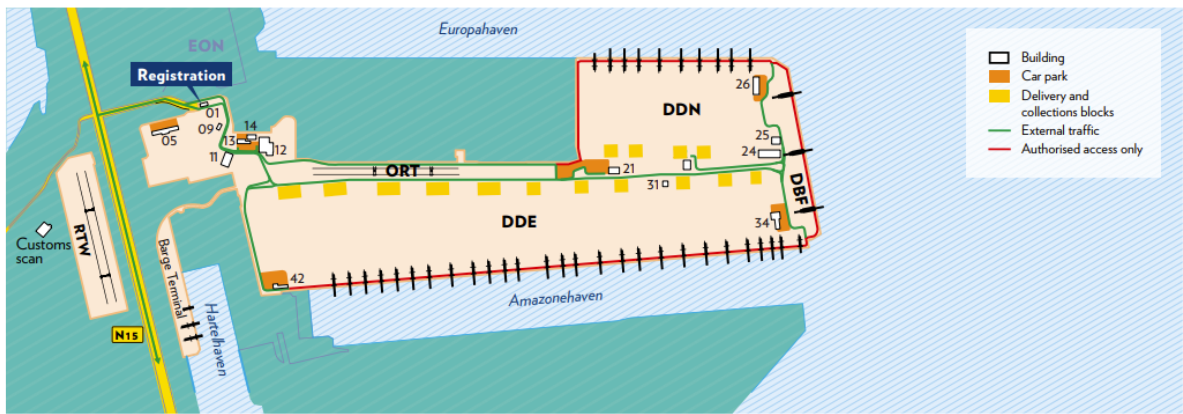 Europahaven
EON
Registration
01
09
05
14
13
12
11
ORT
DDN
26
25
24
21
31
DBF
DDE
34
42
RTW
Customs
scan
Barge Terminal
Hartelhaven
N15
Amazonehaven
Building
Car park
Delivery and
collections blocks
External traffic
Authorised access only